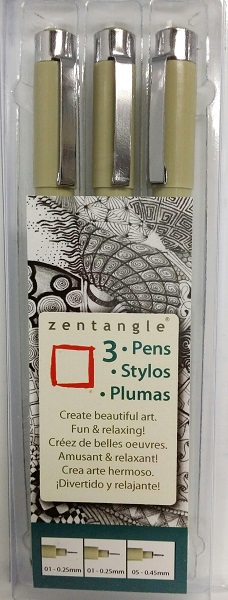 zentangle®
3 • Pens
• Stylos
• Plumas
Create beautiful art.
Fun & relaxing!
Créez de belles oeuvres.
Amusant & relaxant!
Crea arte hermoso.
¡Divertido y relajante!
01 - 0.25mm 01 - 0.25mm 05 - 0.45mm